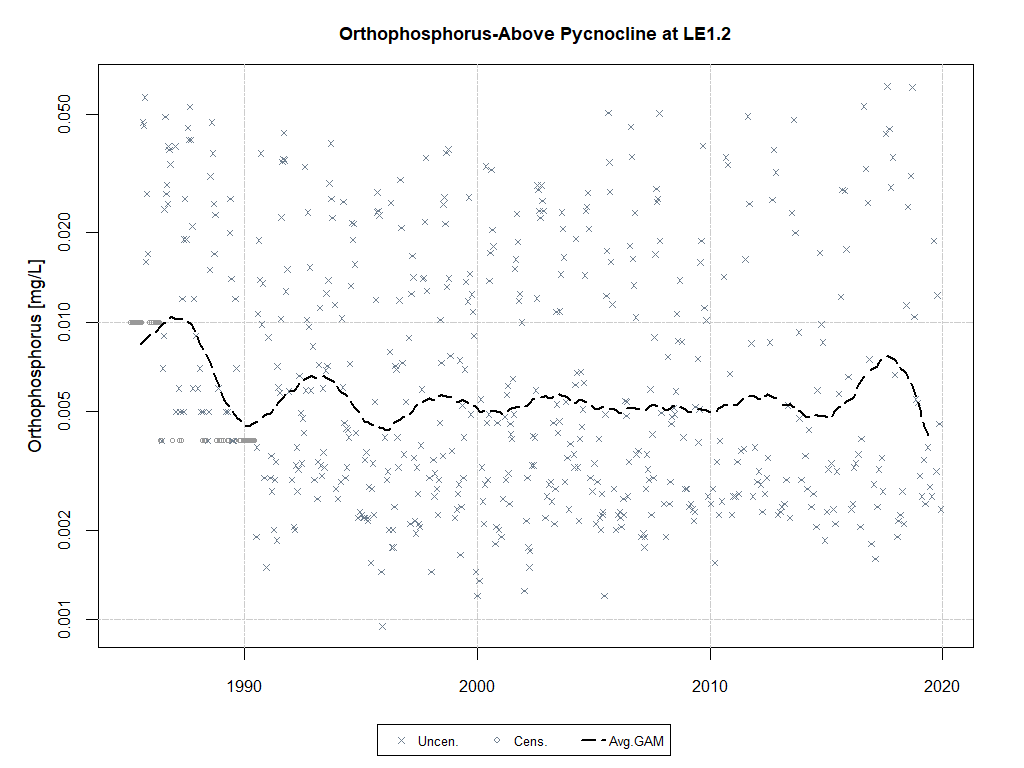 Orthophosphorus-Above Pycnocline at LE1.2
Orthophosphorus [mg/L]
0.050
0.020
0.010
0.005
0.002
0.001
1990
2000
2010
2020
Uncen.
Cens.
Avg.GAM